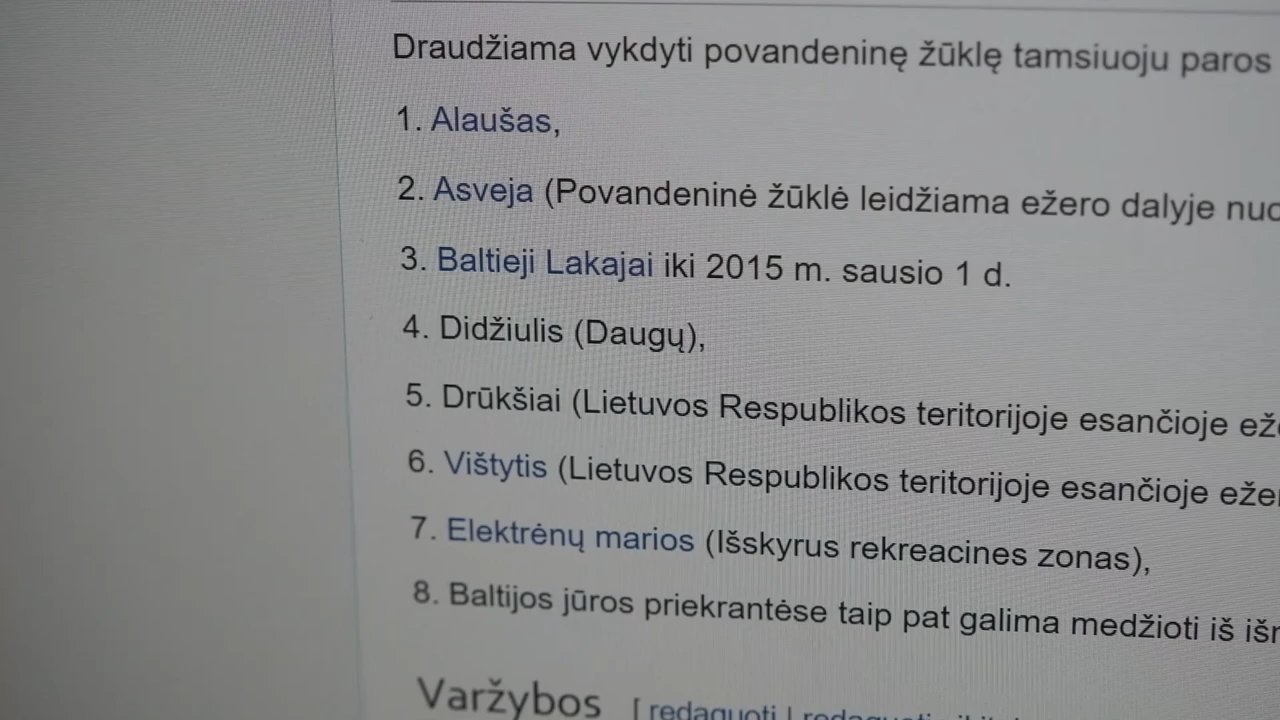 Draudžiama vykdyti povandeninę žūklę tamsiuoju paros
1. Alaušas,
2. Asveja (Povandeninė žūklė leidžiama ežero dalyje
3. Baltieji Lakajai iki 2015 m. sausio 1 d.
4. Didžiulis (Daugų),
5. Drūkšiai (Lietuvos Respublikos teritorijoje esančioje
6. Vištytis (Lietuvos Respublikos teritorijoje esančioje
7. Elektrėnų marios (Išskyrus rekreacines zonas),
8. Baltijos jūros priekrantėse taip pat galima medžioti iš
Varžybos [ redaguoti |